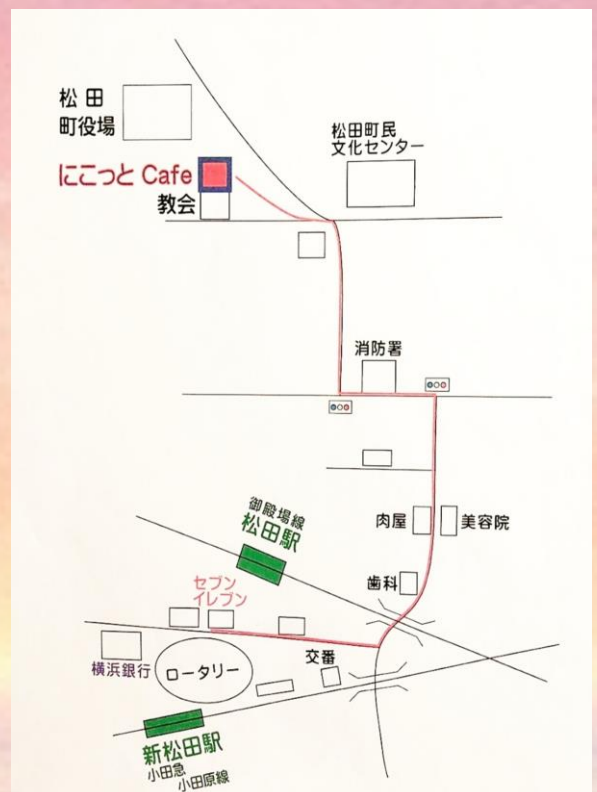 松田
町役場
松田町民
文化センター
にこっと Cafe
教会
消防署
御殿場線
松田駅
肉屋
美容院
セブン
イレブン
歯科
横浜銀行
ロータリー
交番
新松田駅
小田急
小田原線